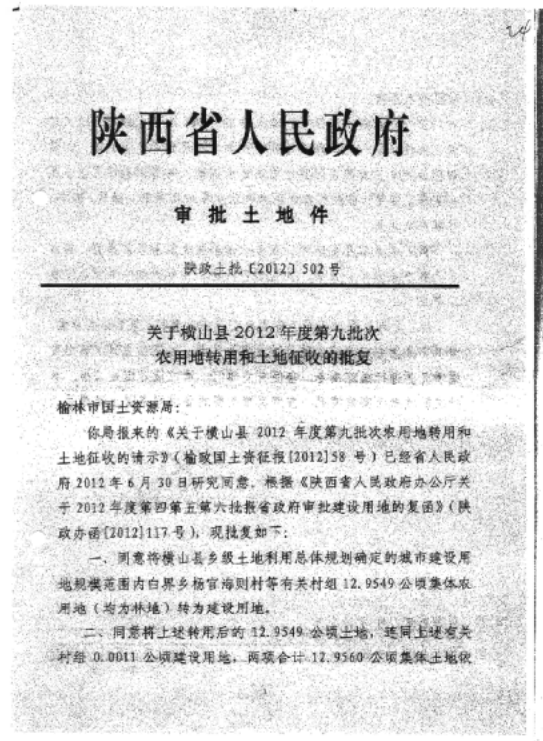 24
陕西省人民政府
审批土地件
陕政土批〔2012〕502号
关于横山县2012年度第九批次
农用地转用和土地征收的批复
榆林市国土资源局：
你局报来的《关于横山县2012年度第九批次农用地转用和
土地征收的请示》（榆政国土资征报[2012]58号）已经省人民政
府2012年6月30日研究同意，根据《陕西省人民政府办公厅关
于2012年度第四第五第六批报省政府审批建设用地的复函》（陕
政办函[2012]117号），现批复如下：
一、同意将横山县乡级土地利用总体规划确定的城市建设用
地规模范围内白界乡杨官海则村等有关村组12.9549公顷集体农
用地（均为林地）转为建设用地。
二、同意将上述转用后的12.9549公顷土地，连同上述有关
村组0.0011公顷建设用地，两项合计12.9560公顷集体土地依